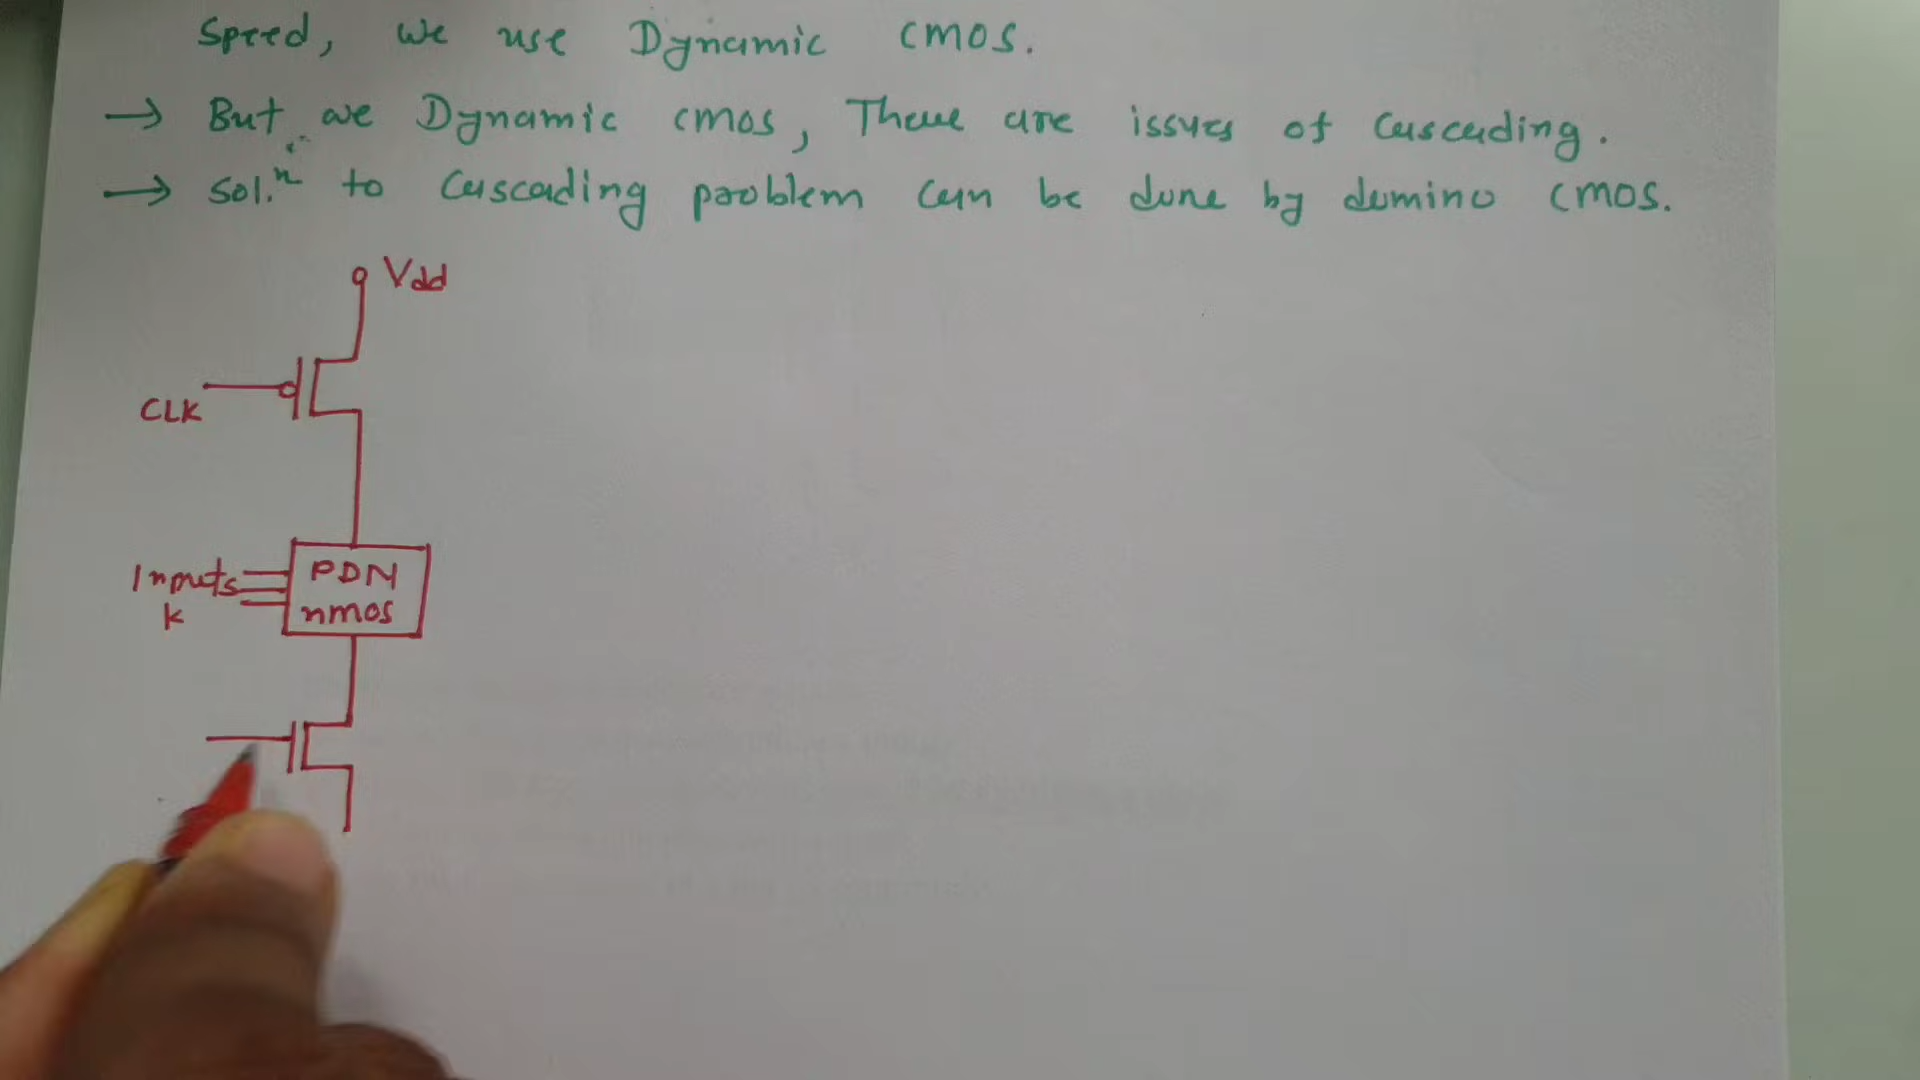 Speed, we use Dynamic CMOS.
→ But we Dynamic CMOS, There are issues of Cascading.
→ Sol.ⁿ to Cascading problem can be done by domino CMOS.
Vdd
CLK
Inputs
k
PDN
nmos